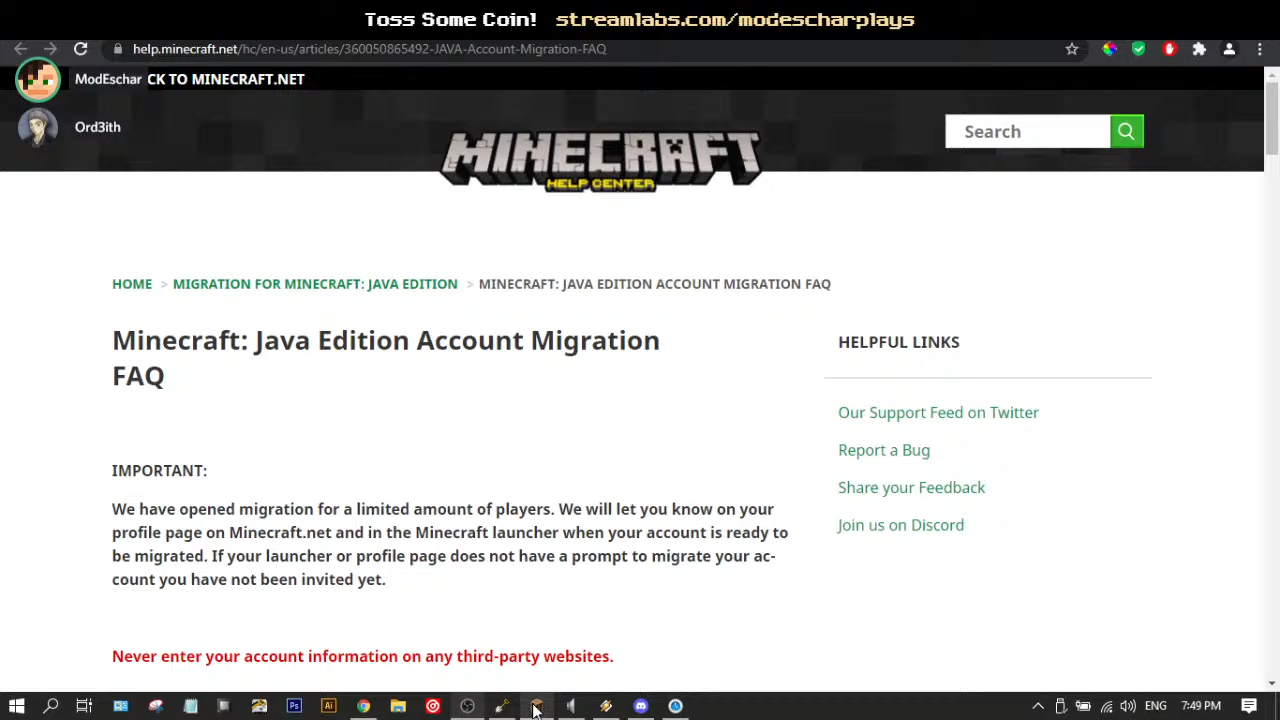 Toss Some Coin! streamlabs.com/modescharplays
help.minecraft.net/hc/en-us/articles/360050865492-JAVA-Account-Migration-FAQ
ModEschar CK TO MINECRAFT.NET
Ord3ith
MINECRAFT
HELP CENTER
Search
HOME > MIGRATION FOR MINECRAFT: JAVA EDITION > MINECRAFT: JAVA EDITION ACCOUNT MIGRATION FAQ
Minecraft: Java Edition Account Migration
FAQ
IMPORTANT:
We have opened migration for a limited amount of players. We will let you know on your
profile page on Minecraft.net and in the Minecraft launcher when your account is ready to
be migrated. If your launcher or profile page does not have a prompt to migrate your ac-
count you have not been invited yet.
Never enter your account information on any third-party websites.
HELPFUL LINKS
Our Support Feed on Twitter
Report a Bug
Share your Feedback
Join us on Discord
Ps
Ai
7:49 PM